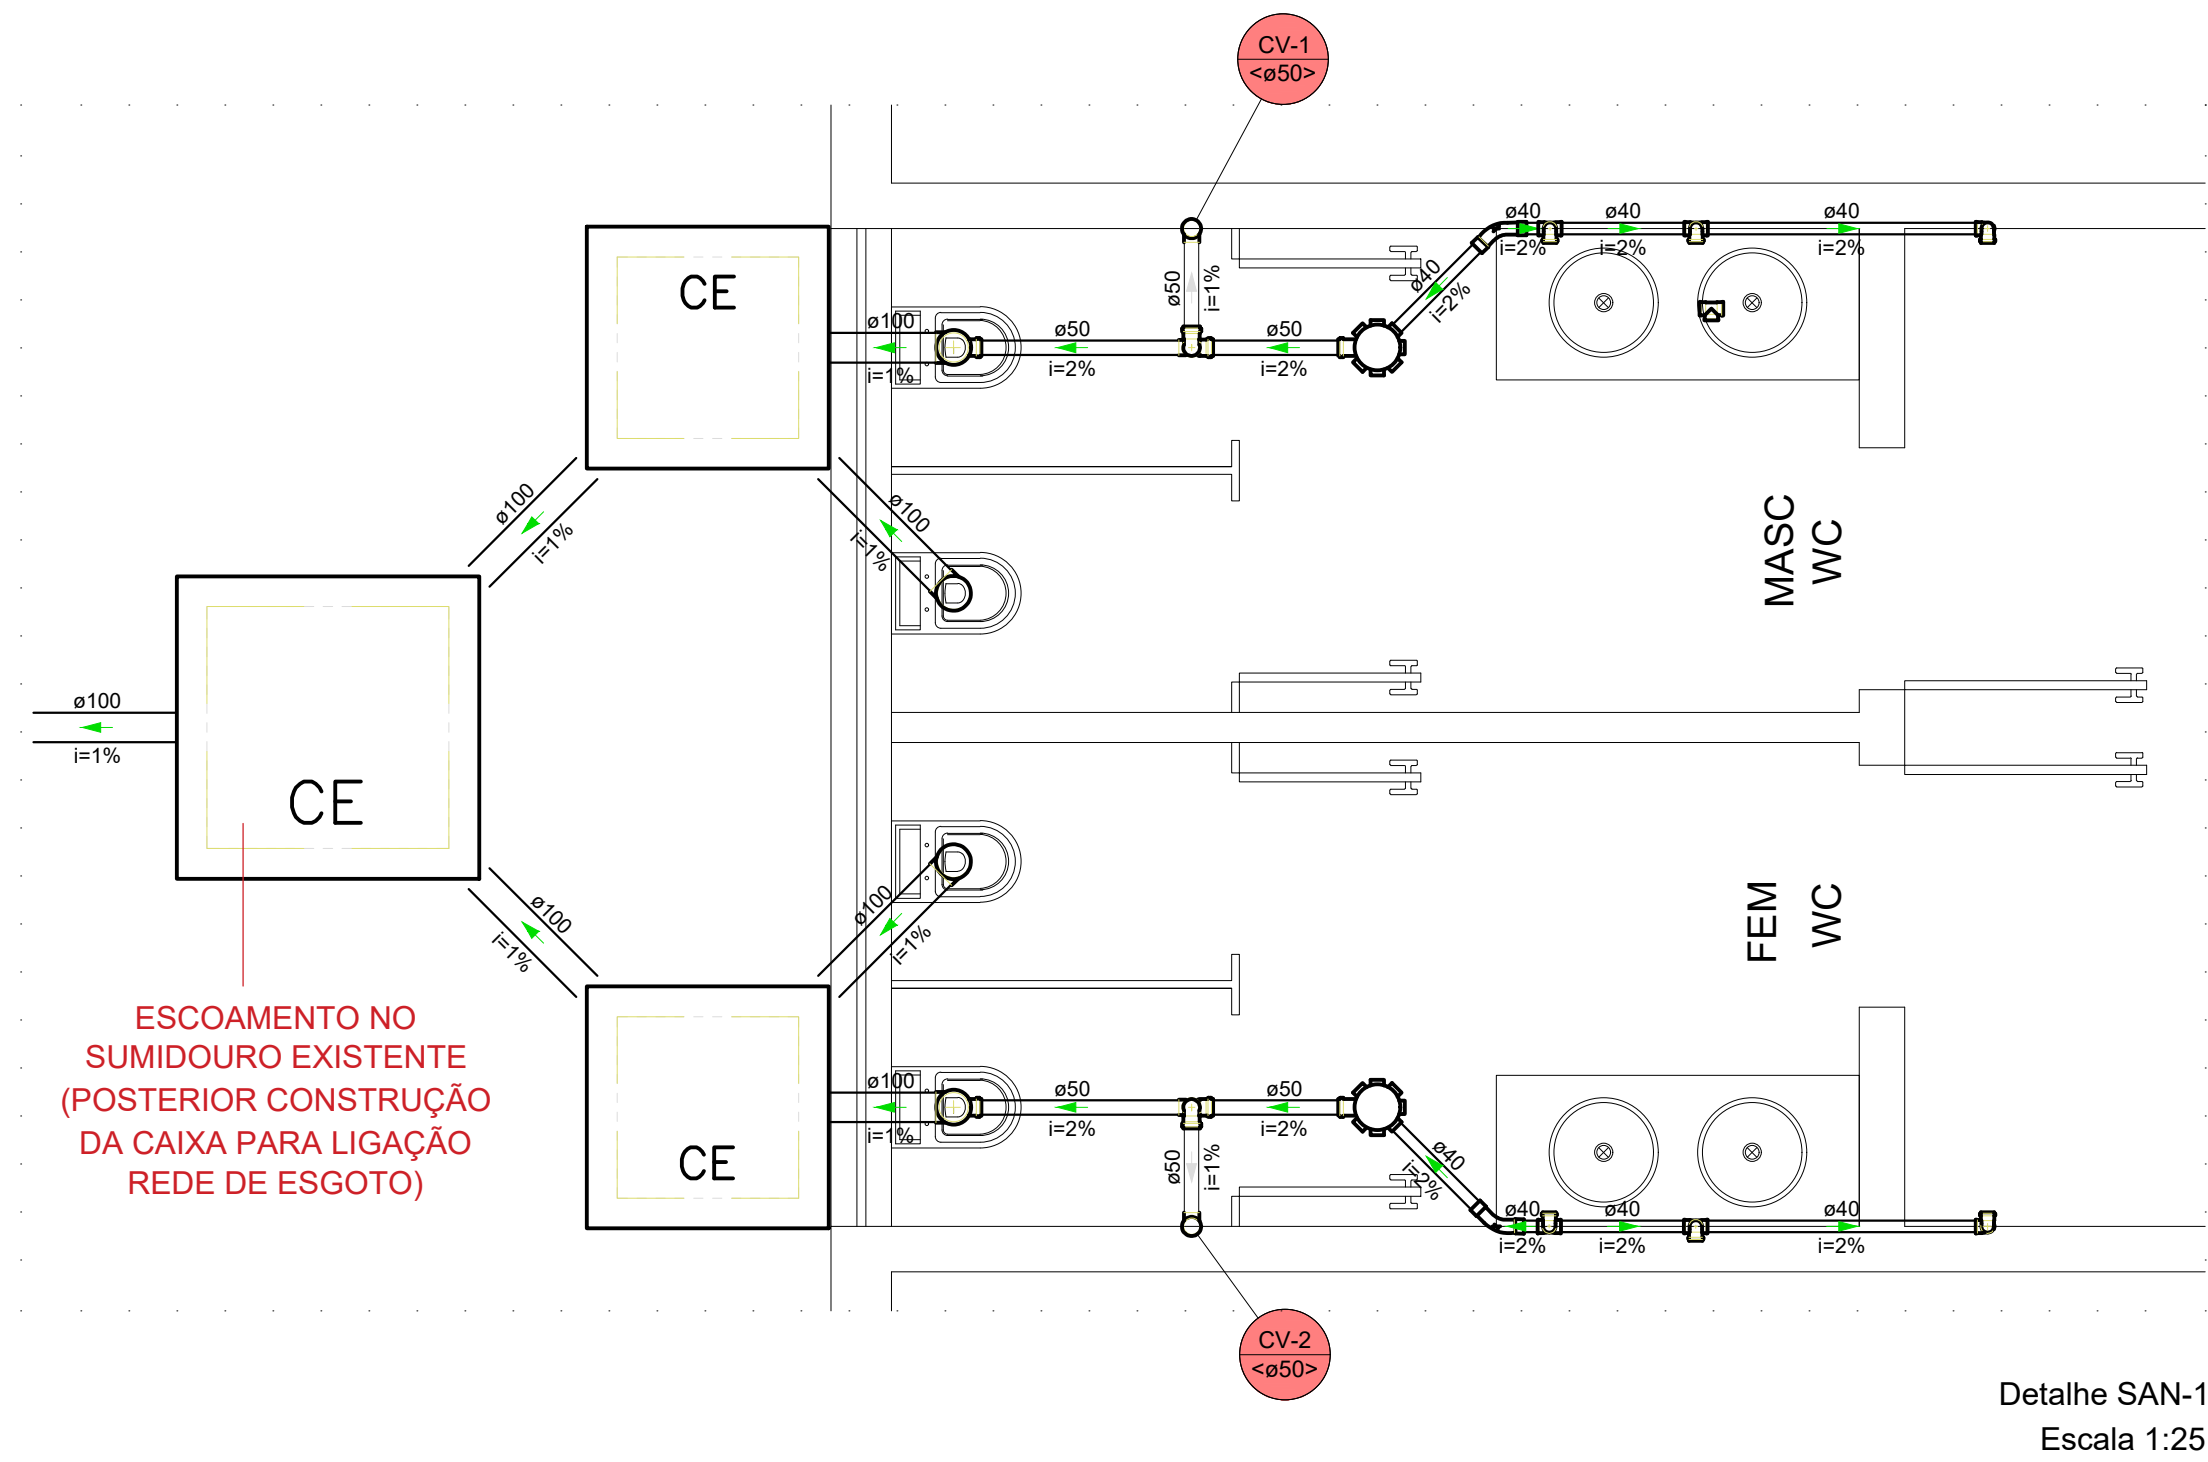 CV-1
<ø50>
ø40
ø40
ø40
i=2%
i=2%
i=2%
CE
ø50
i=1%
ø40
i=2%
ø100
i=1%
ø50
i=2%
ø50
i=2%
ø100
i=1%
ø100
i=1%
MASC
WC
ø100
i=1%
CE
ø100
i=1%
ø100
i=1%
FEM
WC
ESCOAMENTO NO
SUMIDOURO EXISTENTE
(POSTERIOR CONSTRUÇÃO
DA CAIXA PARA LIGAÇÃO
REDE DE ESGOTO)
ø100
i=1%
ø50
i=2%
ø50
i=2%
CE
ø50
i=1%
ø40
i=2%
ø40
ø40
ø40
i=2%
i=2%
i=2%
CV-2
<ø50>
Detalhe SAN-1
Escala 1:25